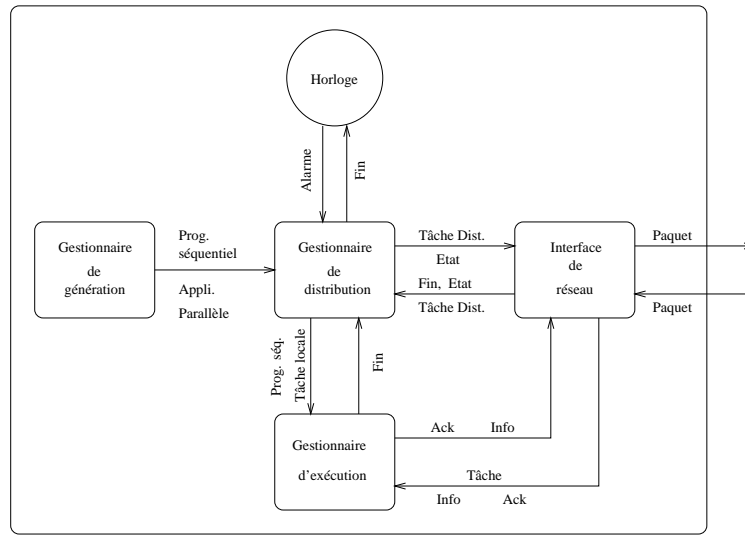 Horloge
Alarme
Fin
Gestionnaire
de
génération
Prog.
séquentiel
Appli.
Parallèle
Gestionnaire
de
distribution
Tâche Dist.
Etat
Fin, Etat
Tâche Dist.
Interface
de
réseau
Paquet
Paquet
Prog. séq.
Tâche locale
Fin
Gestionnaire
d'exécution
Ack Info
Tâche
Info Ack